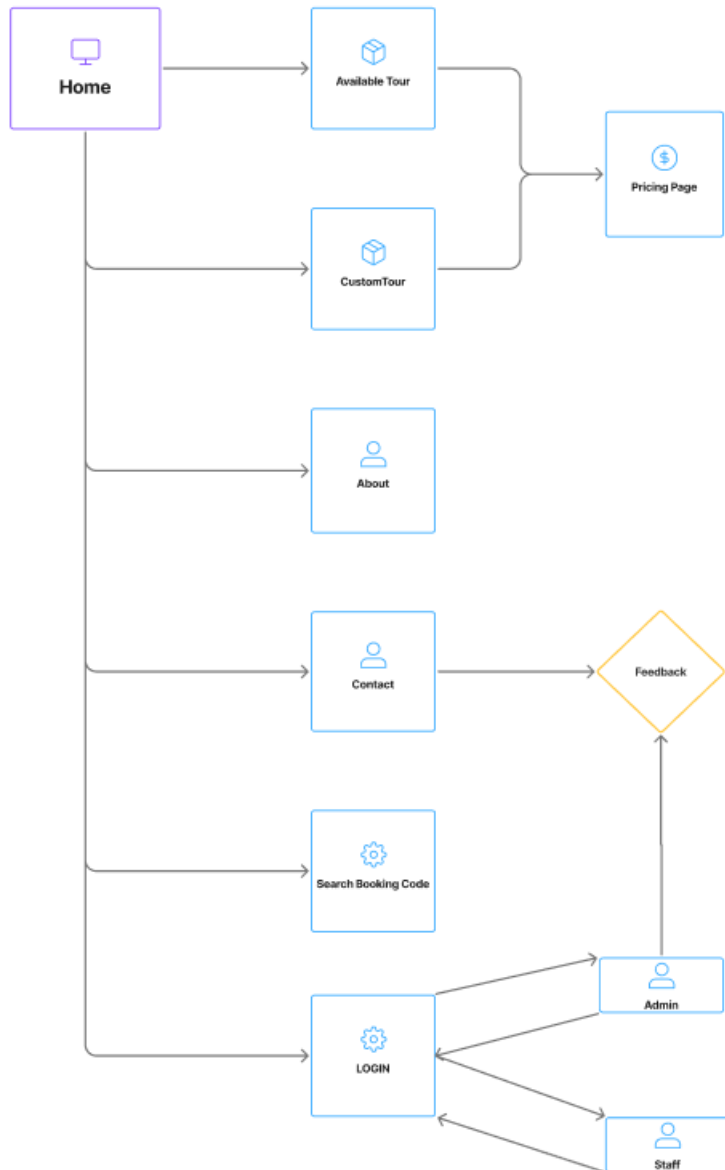 Home
Available Tour
$
Pricing Page
CustomTour
About
Contact
Feedback
Search Booking Code
Admin
LOGIN
Staff